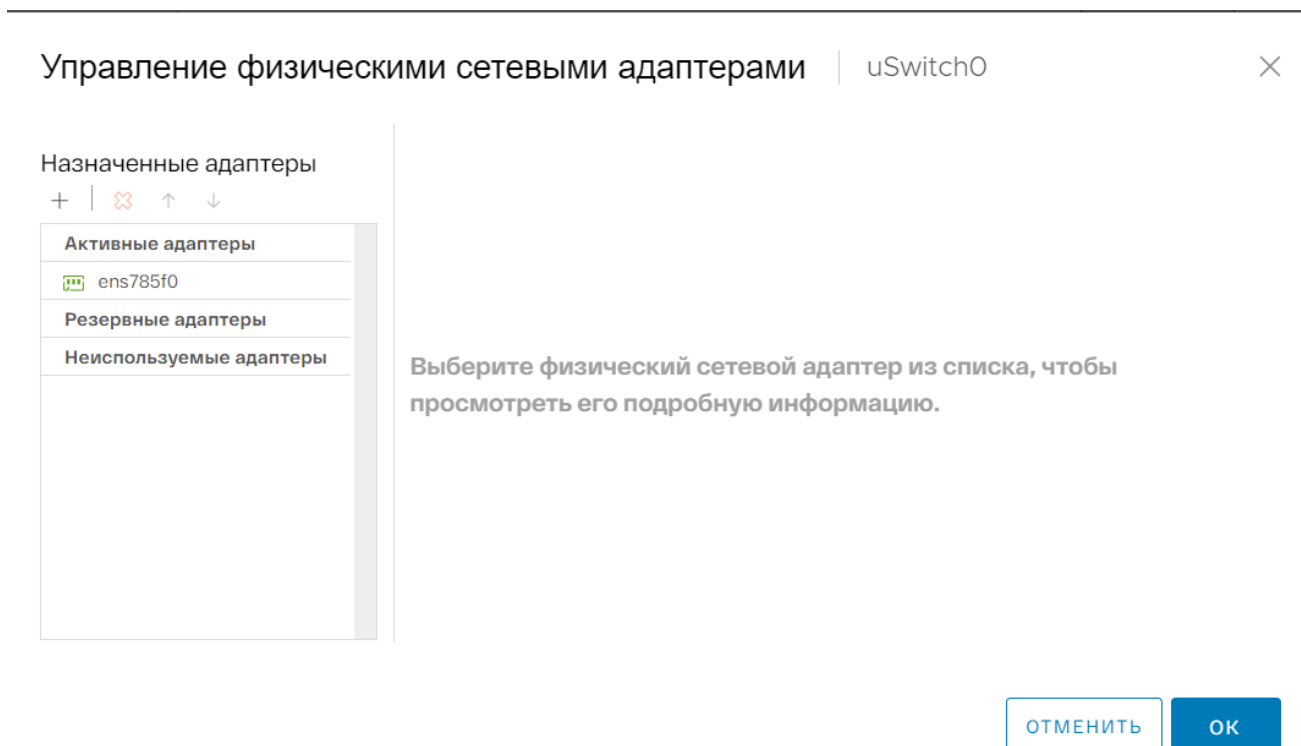 Управление физическими сетевыми адаптерами uSwitch0
Назначенные адаптеры
Активные адаптеры
ens785f0
Резервные адаптеры
Неиспользуемые адаптеры
Выберите физический сетевой адаптер из списка, чтобы
просмотреть его подробную информацию.
ОТМЕНИТЬ ОК